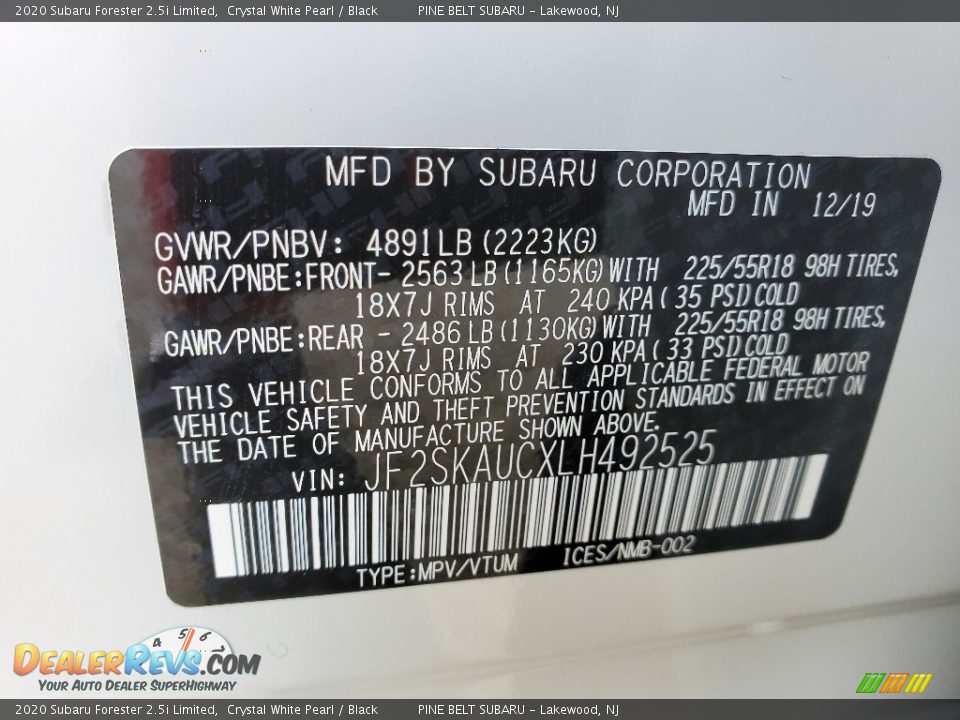 2020 Subaru Forester 2.5i Limited, Crystal White Pearl / Black PINE BELT SUBARU - Lakewood, NJ
MFD BY SUBARU CORPORATION
MFD IN 12/19
GVWR/PNBV: 4891LB (2223KG)
GAWR/PNBE:FRONT- 2563 LB (1165KG) WITH 225/55R18 98H TIRES,
18X7J RIMS AT 240 KPA ( 35 PSI) COLD
GAWR/PNBE:REAR - 2486 LB (1130KG) WITH 225/55R18 98H TIRES,
18X7J RIMS AT 230 KPA ( 33 PSI) COLD
THIS VEHICLE CONFORMS TO ALL APPLICABLE FEDERAL MOTOR
VEHICLE SAFETY AND THEFT PREVENTION STANDARDS IN EFFECT ON
THE DATE OF MANUFACTURE SHOWN ABOVE.
VIN: JF2SKAUCXLH492525
TYPE:MPV/VTUM ICES/NMB-002
4 5 6
DEALERREVS.COM
YOUR AUTO DEALER SUPERHIGHWAY
2020 Subaru Forester 2.5i Limited, Crystal White Pearl / Black PINE BELT SUBARU - Lakewood, NJ